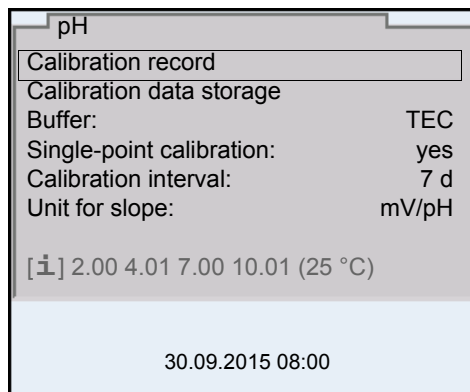 pH
Calibration record
Calibration data storage
Buffer: TEC
Single-point calibration: yes
Calibration interval: 7 d
Unit for slope: mV/pH
[i] 2.00 4.01 7.00 10.01 (25 °C)
30.09.2015 08:00